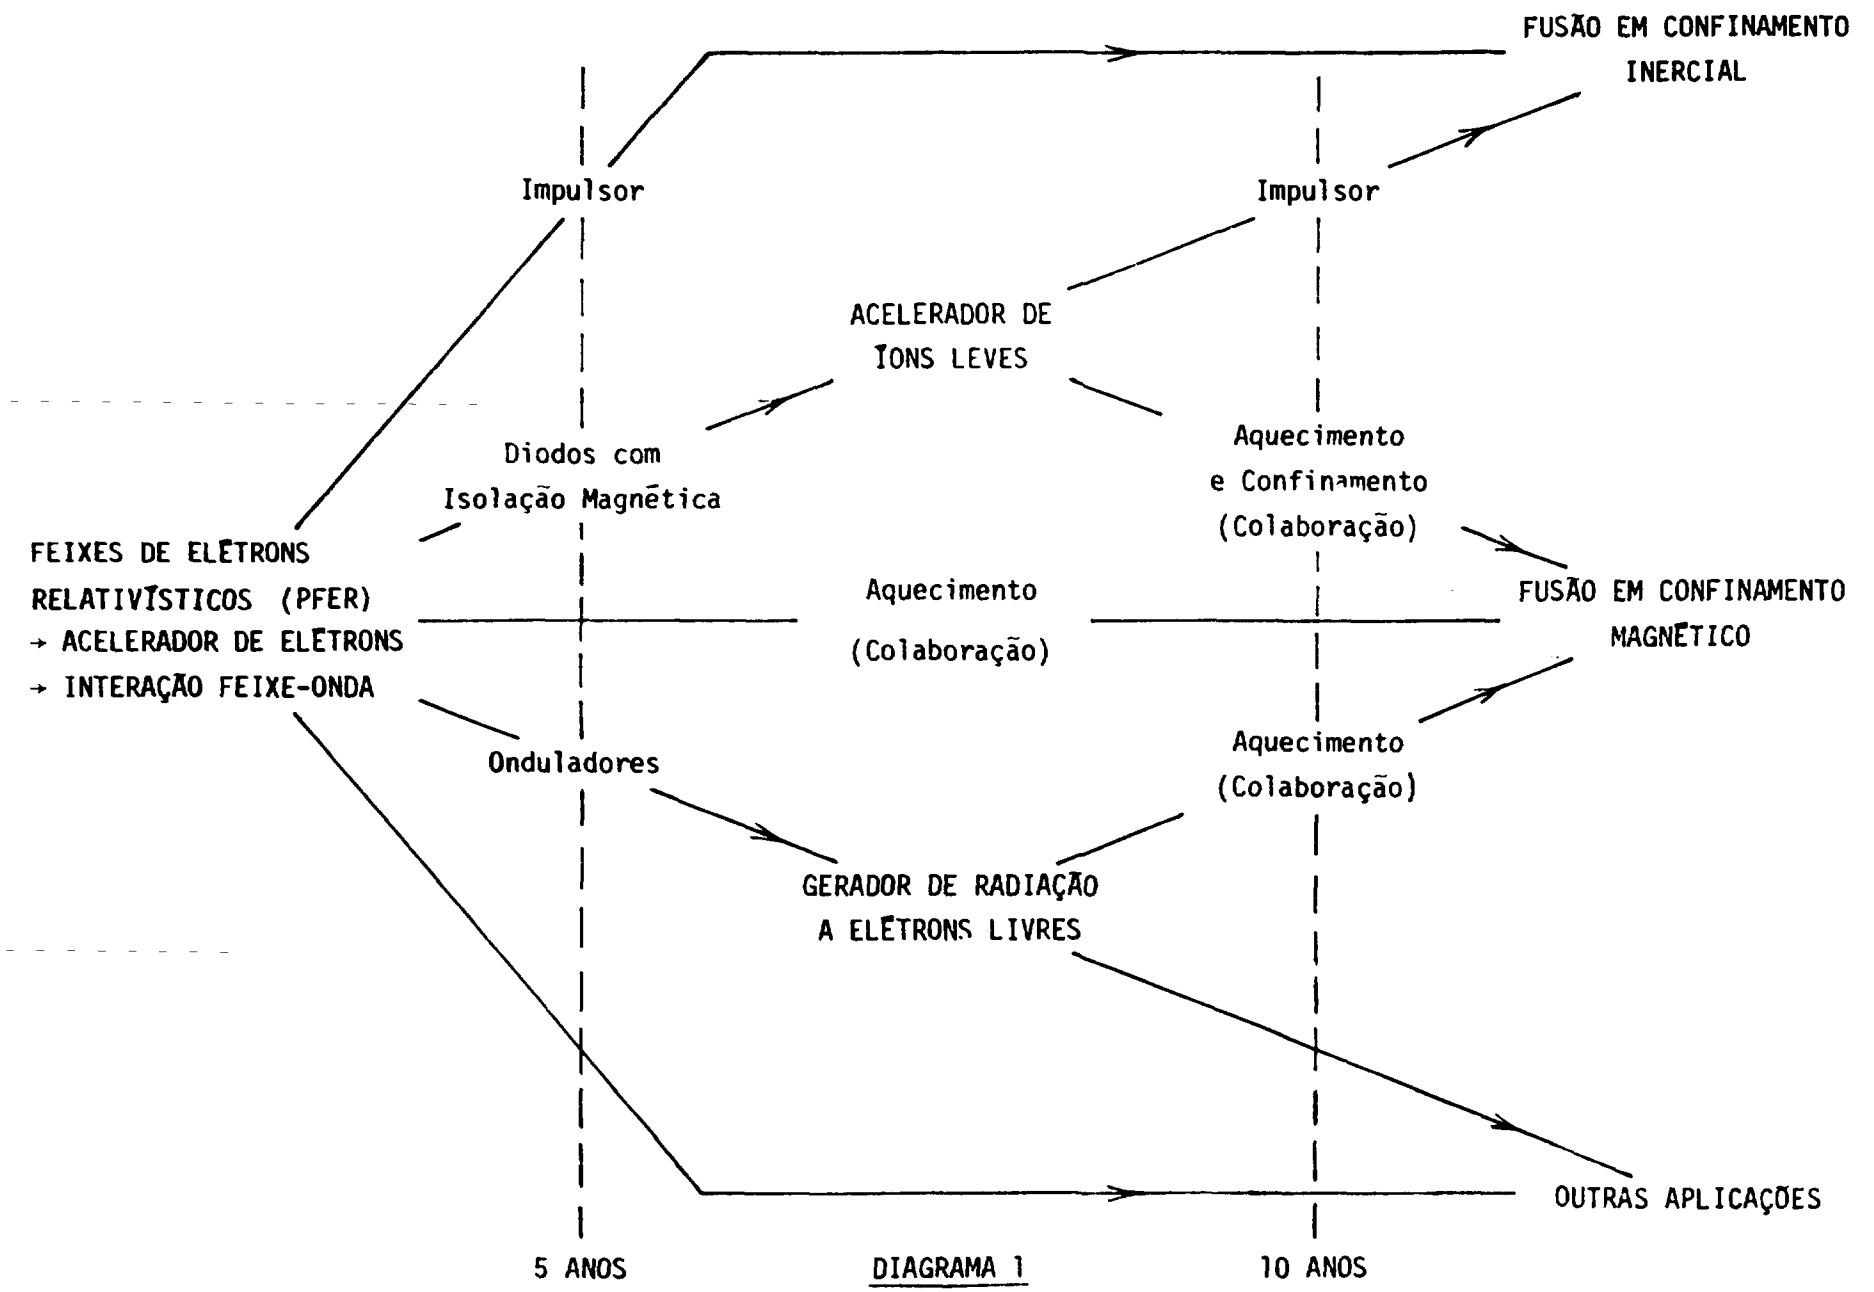 FUSÃO EM CONFINAMENTO
INERCIAL
Impulsor
Impulsor
ACELERADOR DE
ÍONS LEVES
Diodos com
Isolação Magnética
Aquecimento
e Confinamento
(Colaboração)
FEIXES DE ELÉTRONS
RELATIVÍSTICOS (PFER)
→ ACELERADOR DE ELÉTRONS
→ INTERAÇÃO FEIXE-ONDA
Aquecimento
(Colaboração)
FUSÃO EM CONFINAMENTO
MAGNÉTICO
Onduladores
Aquecimento
(Colaboração)
GERADOR DE RADIAÇÃO
A ELÉTRONS LIVRES
OUTRAS APLICAÇÕES
5 ANOS
DIAGRAMA 1
10 ANOS